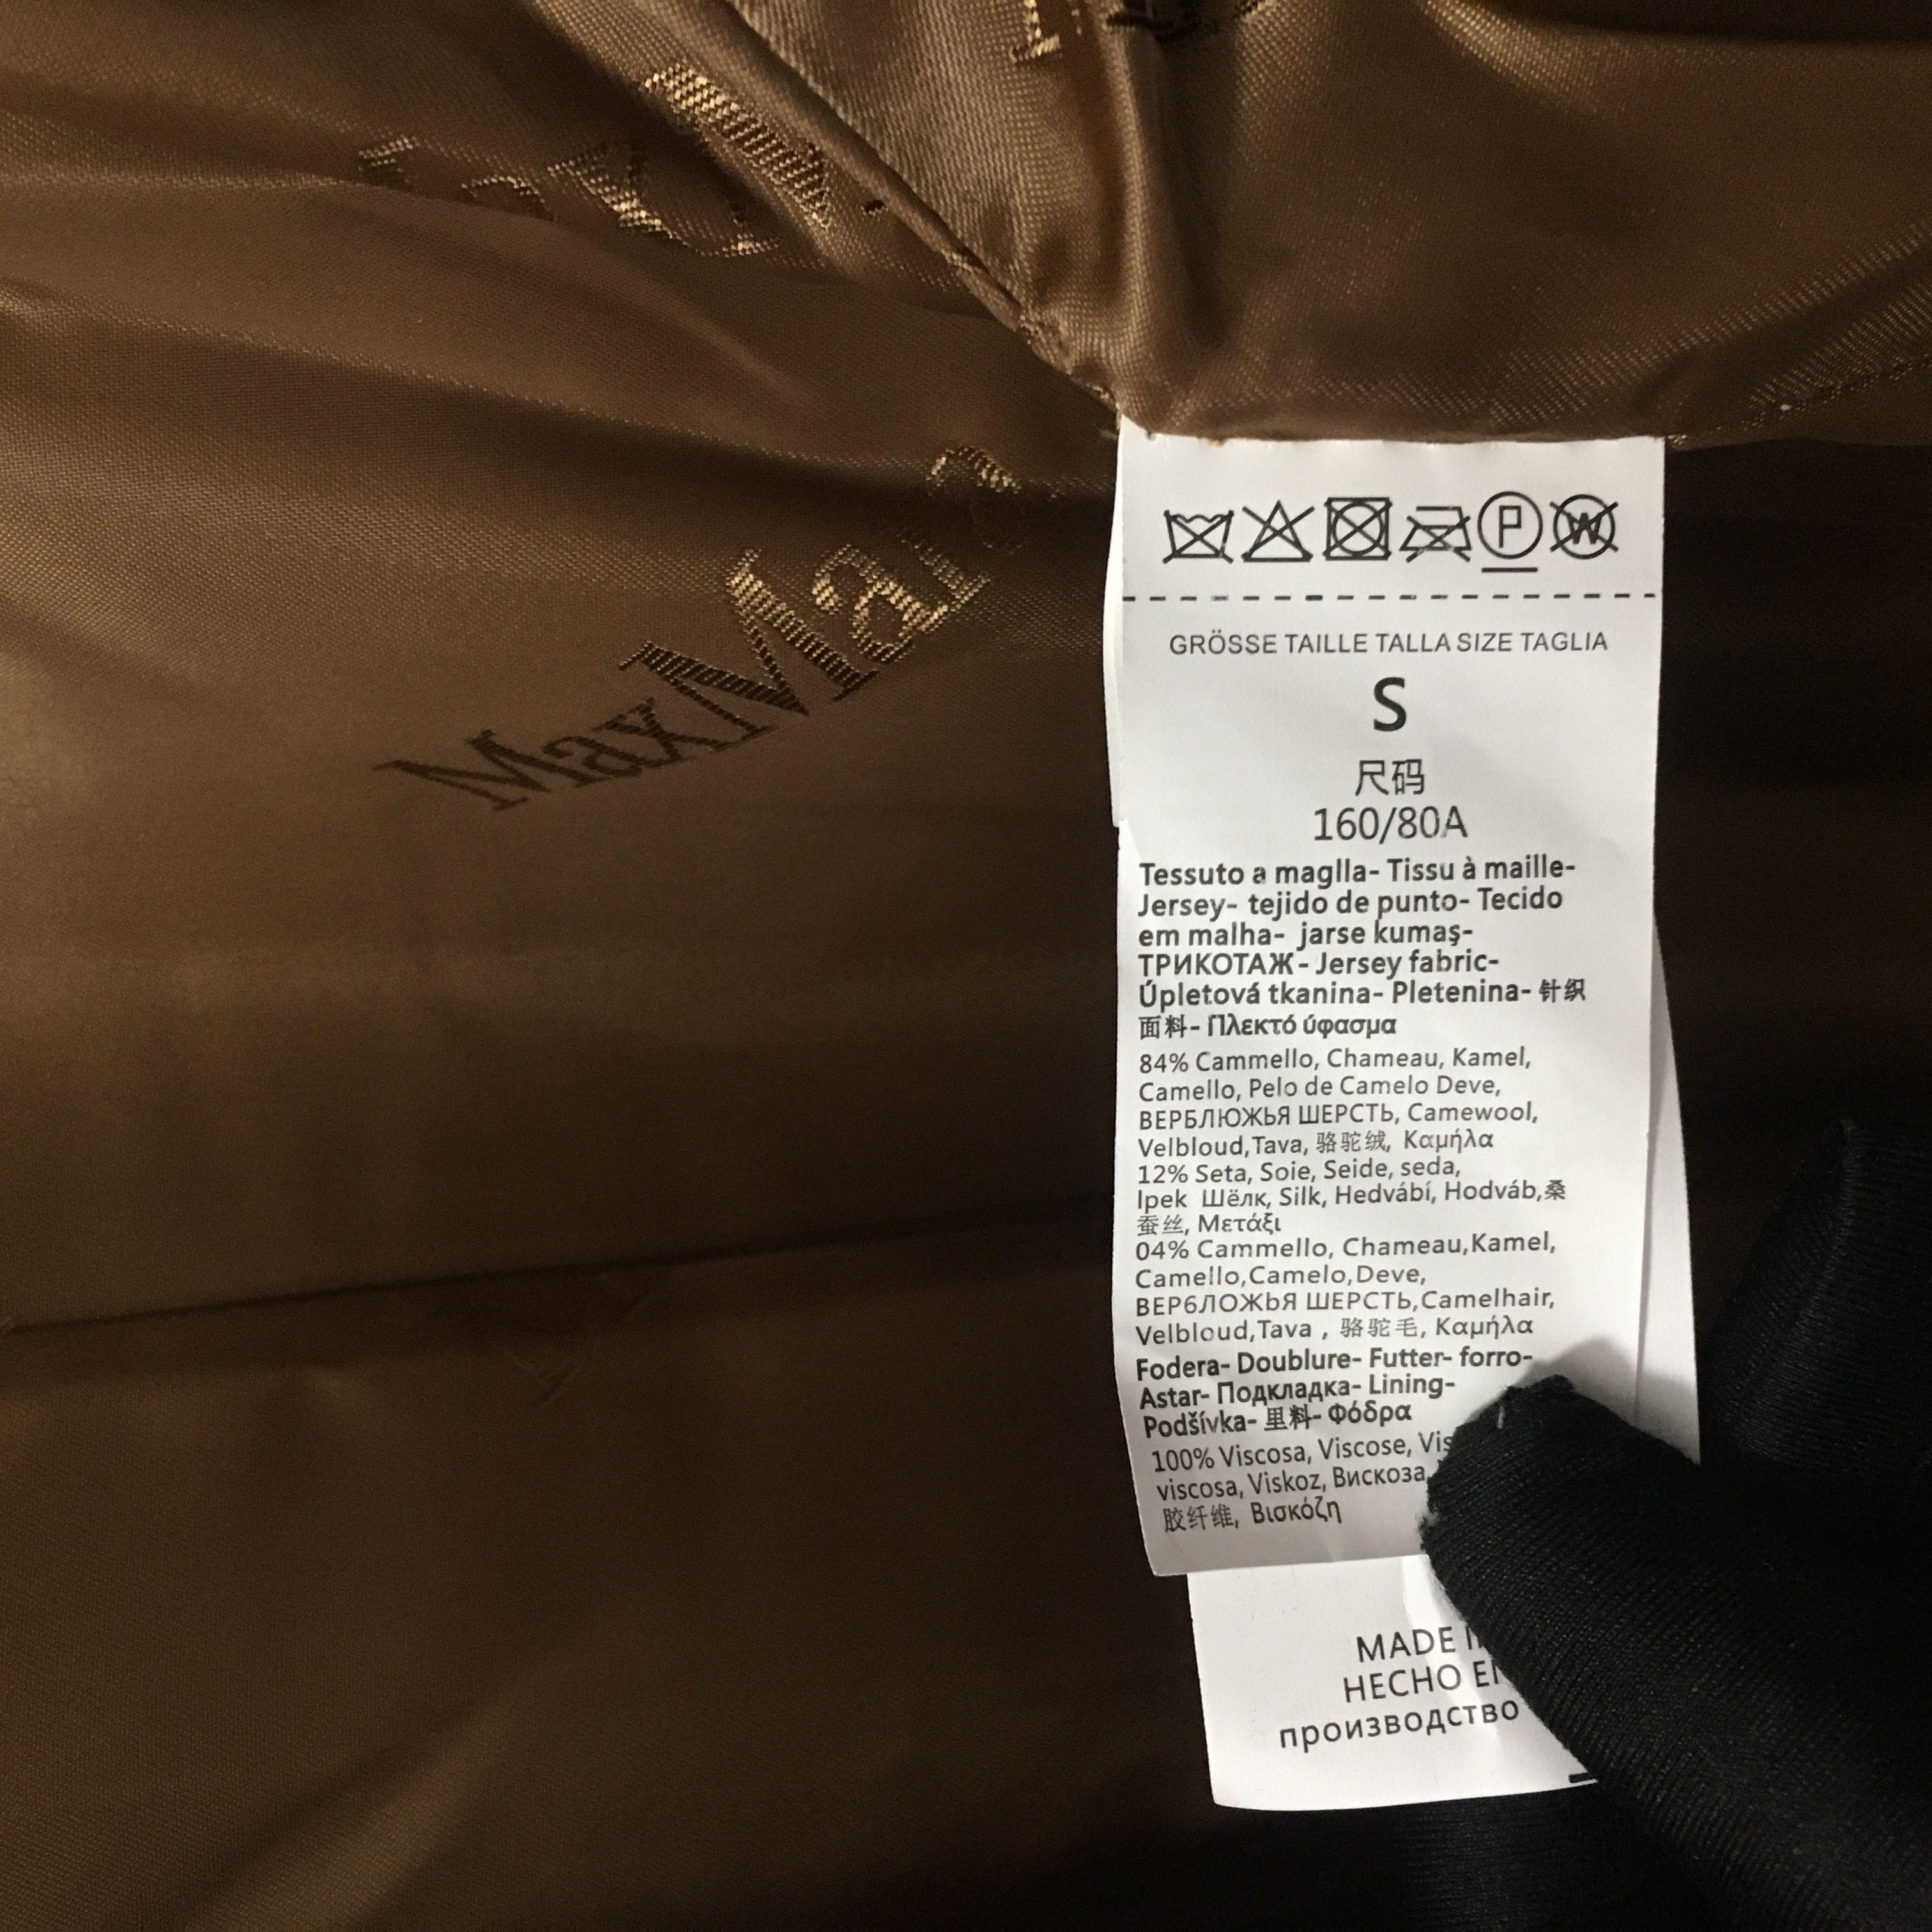 MaxMara
P W
GRÖSSE TAILLE TALLA SIZE TAGLIA
S
尺码
160/80A
Tessuto a maglla- Tissu à maille-
Jersey- tejido de punto- Tecido
em malha- jarse kumaş-
ТРИКОТАЖ- Jersey fabric-
Úpletová tkanina- Pletenina- 针织
面料- Πλεκτό ύφασμα
84% Cammello, Chameau, Kamel,
Camello, Pelo de Camelo Deve,
ВЕРБЛЮЖЬЯ ШЕРСТЬ, Camewool,
Velbloud,Tava, 骆驼绒, Καμήλα
12% Seta, Soie, Seide, seda,
Ipek Шёлк, Silk, Hedvábí, Hodváb,桑
蚕丝, Μετάξι
04% Cammello, Chameau,Kamel,
Camello,Camelo,Deve,
ВЕР6ЛОЖЬЯ ШЕРСТЬ,Camelhair,
Velbloud,Tava , 骆驼毛, Καμήλα
Fodera- Doublure- Futter- forro-
Astar- Подкладка- Lining-
Podšívka- 里料- Φόδρα
100% Viscosa, Viscose,
viscosa, Viskoz, Вискоза,
胶纤维, Βισκόζη
MADE
HECHO
производство